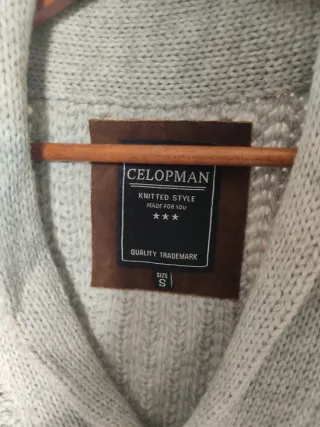 CELOPMAN
KNITTED STYLE
MADE FOR YOU
QUALITY TRADEMARK
SIZE
S